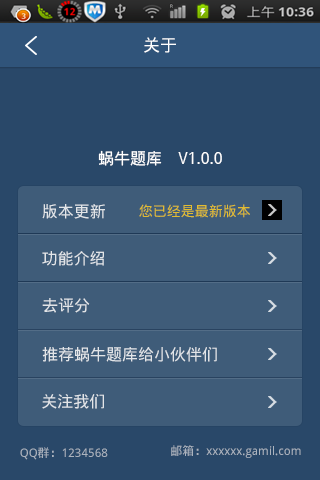 3 12 M 上午 10:36
关于
蜗牛题库 V1.0.0
版本更新 您已经是最新版本
功能介绍
去评分
推荐蜗牛题库给小伙伴们
关注我们
QQ群：1234568 邮箱：xxxxxx.gamil.com